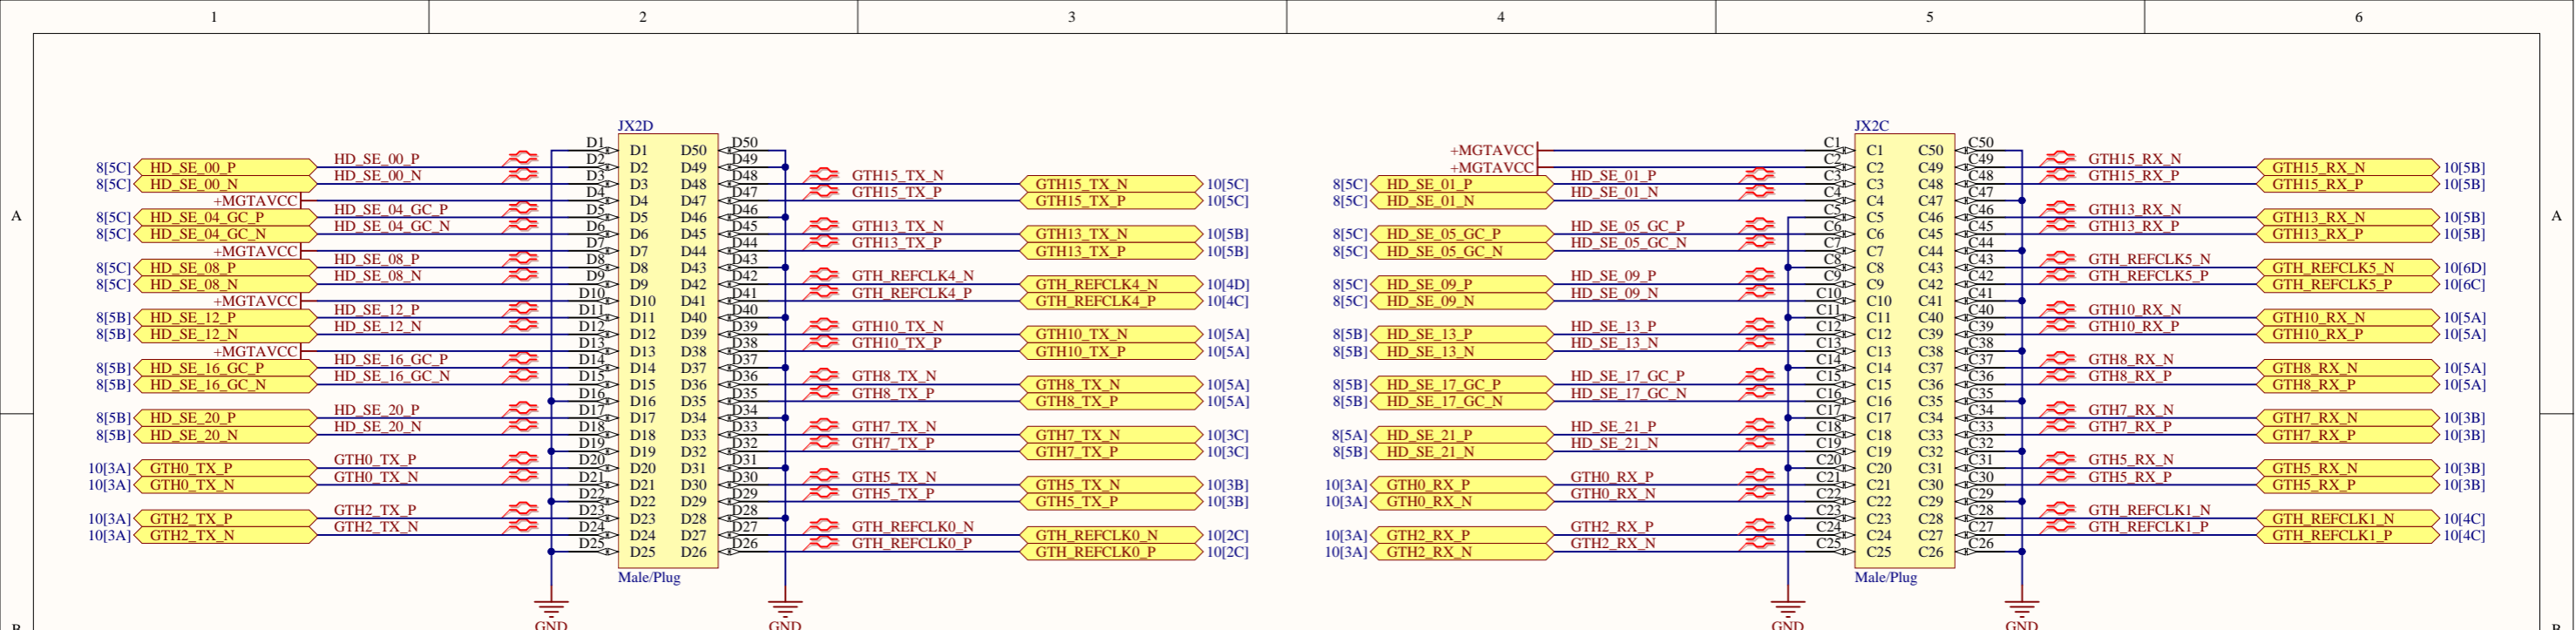 1 2 3 4 5 6
A A
B B
JX2D
D1 D1 D50 D50
8[5C] HD_SE_00_P HD_SE_00_P D2 D2 D49 D49
8[5C] HD_SE_00_N HD_SE_00_N D3 D3 D48 D48 GTH15_TX_N GTH15_TX_N 10[5C]
+MGTAVCC D4 D4 D47 D47 GTH15_TX_P GTH15_TX_P 10[5C]
8[5C] HD_SE_04_GC_P HD_SE_04_GC_P D5 D5 D46 D46
8[5C] HD_SE_04_GC_N HD_SE_04_GC_N D6 D6 D45 D45 GTH13_TX_N GTH13_TX_N 10[5B]
+MGTAVCC D7 D7 D44 D44 GTH13_TX_P GTH13_TX_P 10[5B]
8[5C] HD_SE_08_P HD_SE_08_P D8 D8 D43 D43
8[5C] HD_SE_08_N HD_SE_08_N D9 D9 D42 D42 GTH_REFCLK4_N GTH_REFCLK4_N 10[4D]
+MGTAVCC D10 D10 D41 D41 GTH_REFCLK4_P GTH_REFCLK4_P 10[4C]
8[5B] HD_SE_12_P HD_SE_12_P D11 D11 D40 D40
8[5B] HD_SE_12_N HD_SE_12_N D12 D12 D39 D39 GTH10_TX_N GTH10_TX_N 10[5A]
+MGTAVCC D13 D13 D38 D38 GTH10_TX_P GTH10_TX_P 10[5A]
8[5B] HD_SE_16_GC_P HD_SE_16_GC_P D14 D14 D37 D37
8[5B] HD_SE_16_GC_N HD_SE_16_GC_N D15 D15 D36 D36 GTH8_TX_N GTH8_TX_N 10[5A]
D16 D16 D35 D35 GTH8_TX_P GTH8_TX_P 10[5A]
8[5B] HD_SE_20_P HD_SE_20_P D17 D17 D34 D34
8[5B] HD_SE_20_N HD_SE_20_N D18 D18 D33 D33 GTH7_TX_N GTH7_TX_N 10[3C]
D19 D19 D32 D32 GTH7_TX_P GTH7_TX_P 10[3C]
10[3A] GTH0_TX_P GTH0_TX_P D20 D20 D31 D31
10[3A] GTH0_TX_N GTH0_TX_N D21 D21 D30 D30 GTH5_TX_N GTH5_TX_N 10[3B]
D22 D22 D29 D29 GTH5_TX_P GTH5_TX_P 10[3B]
10[3A] GTH2_TX_P GTH2_TX_P D23 D23 D28 D28
10[3A] GTH2_TX_N GTH2_TX_N D24 D24 D27 D27 GTH_REFCLK0_N GTH_REFCLK0_N 10[2C]
D25 D25 D26 D26 GTH_REFCLK0_P GTH_REFCLK0_P 10[2C]
Male/Plug
GND GND
JX2C
+MGTAVCC C1 C1 C50 C50
+MGTAVCC C2 C2 C49 C49 GTH15_RX_N GTH15_RX_N 10[5B]
8[5C] HD_SE_01_P HD_SE_01_P C3 C3 C48 C48 GTH15_RX_P GTH15_RX_P 10[5B]
8[5C] HD_SE_01_N HD_SE_01_N C4 C4 C47 C47
C5 C5 C46 C46 GTH13_RX_N GTH13_RX_N 10[5B]
8[5C] HD_SE_05_GC_P HD_SE_05_GC_P C6 C6 C45 C45 GTH13_RX_P GTH13_RX_P 10[5B]
8[5C] HD_SE_05_GC_N HD_SE_05_GC_N C7 C7 C44 C44
C8 C8 C43 C43 GTH_REFCLK5_N GTH_REFCLK5_N 10[6D]
8[5C] HD_SE_09_P HD_SE_09_P C9 C9 C42 C42 GTH_REFCLK5_P GTH_REFCLK5_P 10[6C]
8[5C] HD_SE_09_N HD_SE_09_N C10 C10 C41 C41
C11 C11 C40 C40 GTH10_RX_N GTH10_RX_N 10[5A]
8[5B] HD_SE_13_P HD_SE_13_P C12 C12 C39 C39 GTH10_RX_P GTH10_RX_P 10[5A]
8[5B] HD_SE_13_N HD_SE_13_N C13 C13 C38 C38
C14 C14 C37 C37 GTH8_RX_N GTH8_RX_N 10[5A]
8[5B] HD_SE_17_GC_P HD_SE_17_GC_P C15 C15 C36 C36 GTH8_RX_P GTH8_RX_P 10[5A]
8[5B] HD_SE_17_GC_N HD_SE_17_GC_N C16 C16 C35 C35
C17 C17 C34 C34 GTH7_RX_N GTH7_RX_N 10[3B]
8[5A] HD_SE_21_P HD_SE_21_P C18 C18 C33 C33 GTH7_RX_P GTH7_RX_P 10[3B]
8[5B] HD_SE_21_N HD_SE_21_N C19 C19 C32 C32
C20 C20 C31 C31 GTH5_RX_N GTH5_RX_N 10[3B]
10[3A] GTH0_RX_P GTH0_RX_P C21 C21 C30 C30 GTH5_RX_P GTH5_RX_P 10[3B]
10[3A] GTH0_RX_N GTH0_RX_N C22 C22 C29 C29
C23 C23 C28 C28 GTH_REFCLK1_N GTH_REFCLK1_N 10[4C]
10[3A] GTH2_RX_P GTH2_RX_P C24 C24 C27 C27 GTH_REFCLK1_P GTH_REFCLK1_P 10[4C]
10[3A] GTH2_RX_N GTH2_RX_N C25 C25 C26 C26
Male/Plug
GND GND